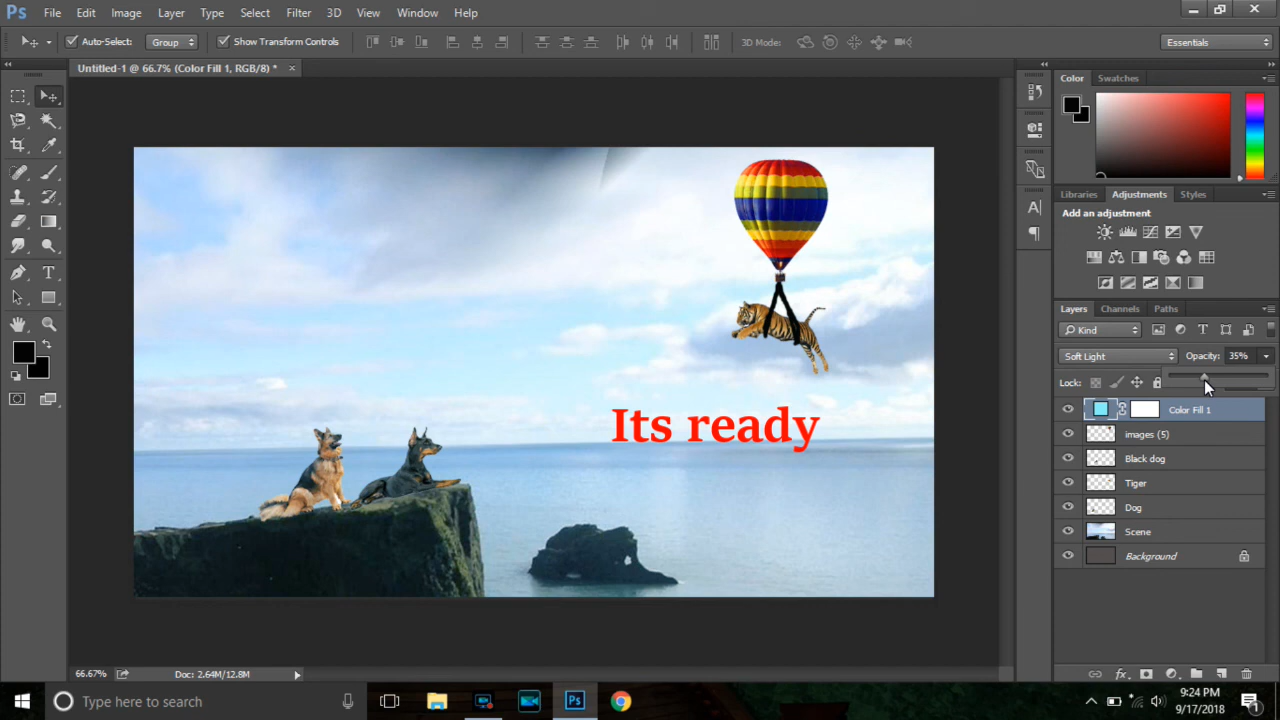 Ps File Edit Image Layer Type Select Filter 3D View Window Help
Auto-Select: Group Show Transform Controls 3D Mode: Essentials
Untitled-1 @ 66.7% (Color Fill 1, RGB/8) * ×
Color Swatches
Libraries Adjustments Styles
Add an adjustment
Layers Channels Paths
Kind
Soft Light Opacity: 35%
Lock:
Color Fill 1
images (5)
Black dog
Tiger
Dog
Scene
Background
Its ready
66.67% Doc: 2.64M/12.8M
Type here to search
Ps
9:24 PM
9/17/2018
1